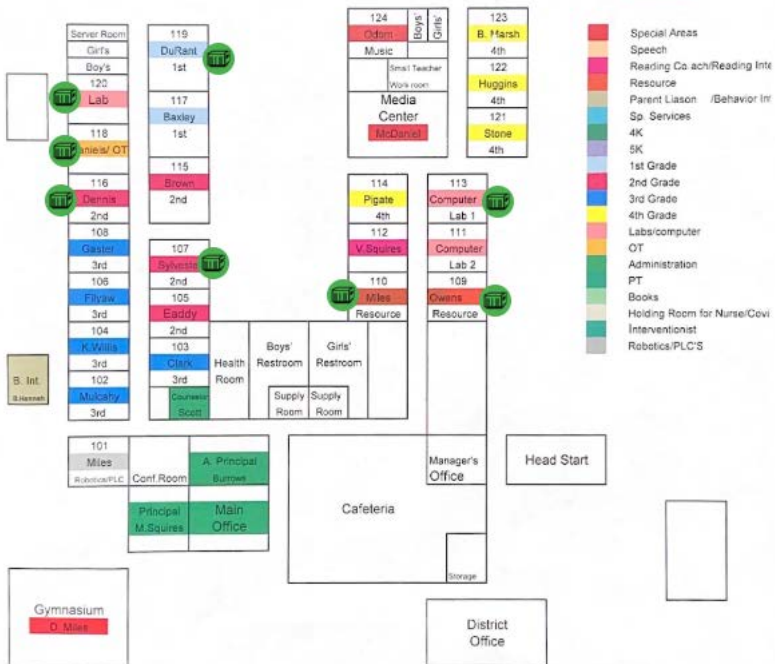 Server Room
Girl's
Boy's
120
Lab
118
aniels/ OT
116
Dennis
2nd
108
Gaster
3rd
106
Filyaw
3rd
104
K.Willis
3rd
102
Mulcahy
3rd
119
DuRant
1st
117
Baxley
1st
115
Brown
2nd
107
Sylveste
2nd
105
Eaddy
2nd
103
Clark
3rd
Counselor
Scott
Health
Room
Boys'
Restroom
Girls'
Restroom
Supply
Room
Supply
Room
124
Odom
Music
Boys'
Girls'
Small Teacher
Work room
Media
Center
McDaniel
123
B. Marsh
4th
122
Huggins
4th
121
Stone
4th
114
Pigate
4th
112
V.Squires
110
Miles
Resource
113
Computer
Lab 1
111
Computer
Lab 2
109
Owens
Resource
B. Int.
B.Hannah
101
Miles
Robotics/PLC
Conf.Room
A. Principal
Burrows
Principal
M.Squires
Main
Office
Cafeteria
Manager's
Office
Storage
Head Start
Gymnasium
D. Miles
District
Office
Special Areas
Speech
Reading Coach/Reading Inte
Resource
Parent Liason /Behavior Int
Sp. Services
4K
5K
1st Grade
2nd Grade
3rd Grade
4th Grade
Labs/computer
OT
Administration
PT
Books
Holding Room for Nurse/Covi
Interventionist
Robotics/PLC'S